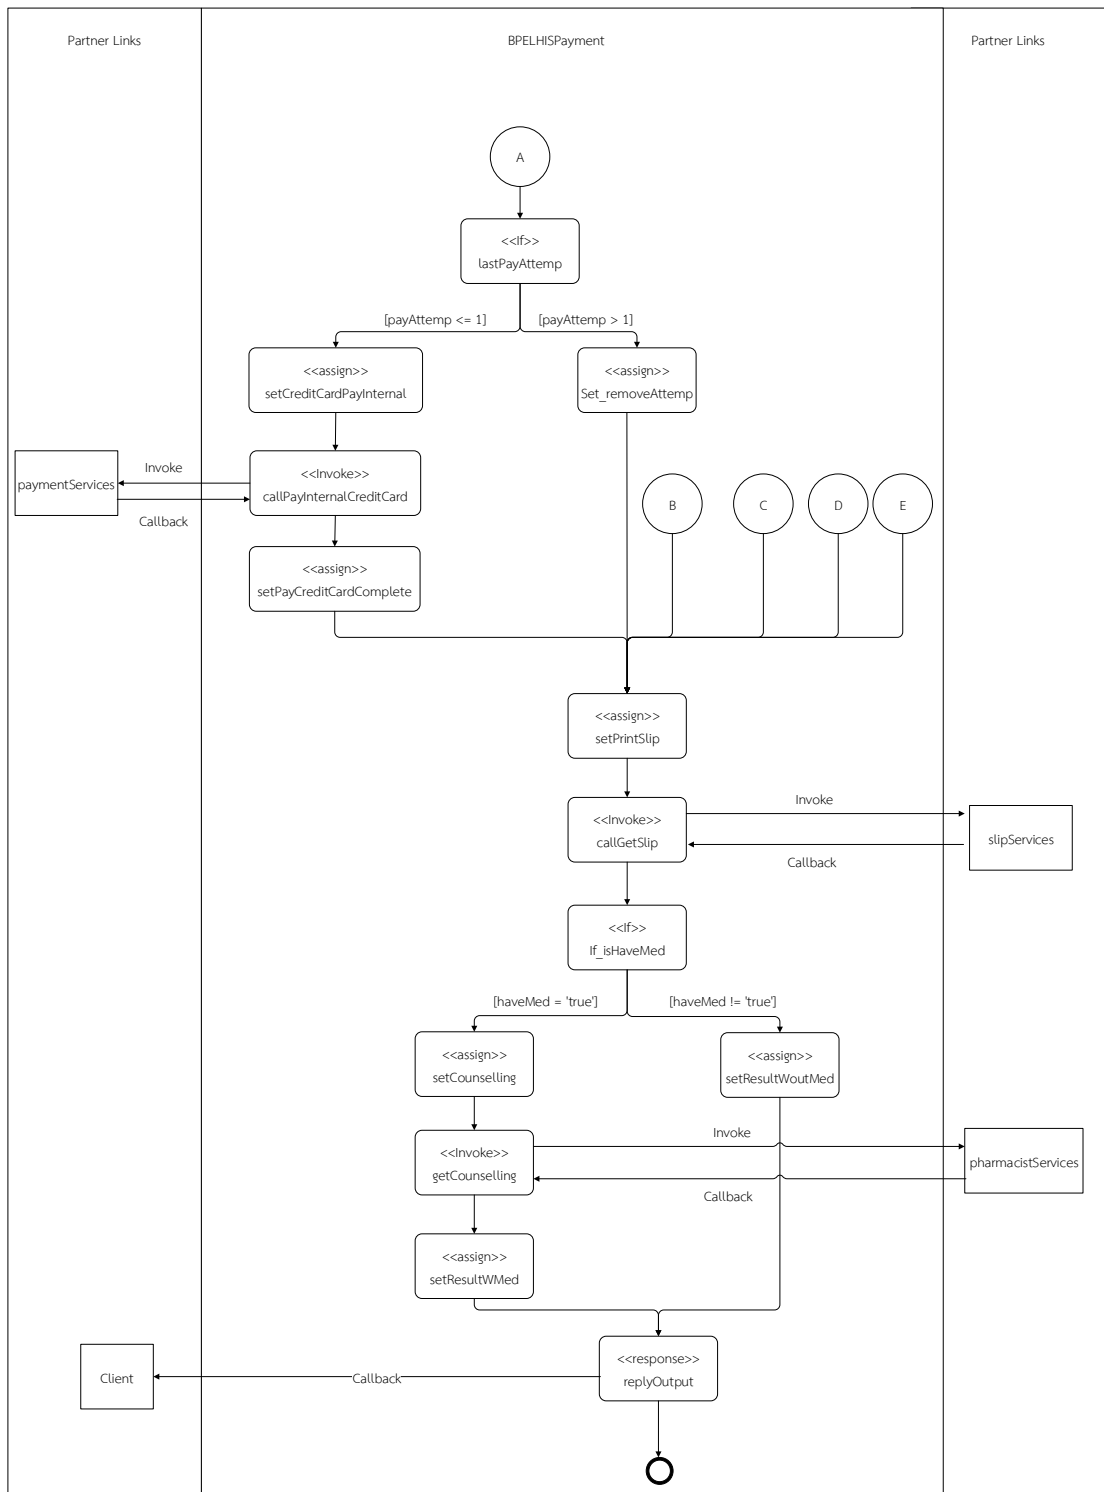 Partner Links
BPELHISPayment
Partner Links
A
<<If>>
lastPayAttemp
[payAttemp <= 1]
[payAttemp > 1]
<<assign>>
setCreditCardPayInternal
<<assign>>
Set_removeAttemp
paymentServices
Invoke
Callback
<<Invoke>>
callPayInternalCreditCard
B
C
D
E
<<assign>>
setPayCreditCardComplete
<<assign>>
setPrintSlip
<<Invoke>>
callGetSlip
Invoke
Callback
slipServices
<<If>>
If_isHaveMed
[haveMed = 'true']
[haveMed != 'true']
<<assign>>
setCounselling
<<assign>>
setResultWoutMed
<<Invoke>>
getCounselling
Invoke
Callback
pharmacistServices
<<assign>>
setResultWMed
<<response>>
replyOutput
Callback
Client